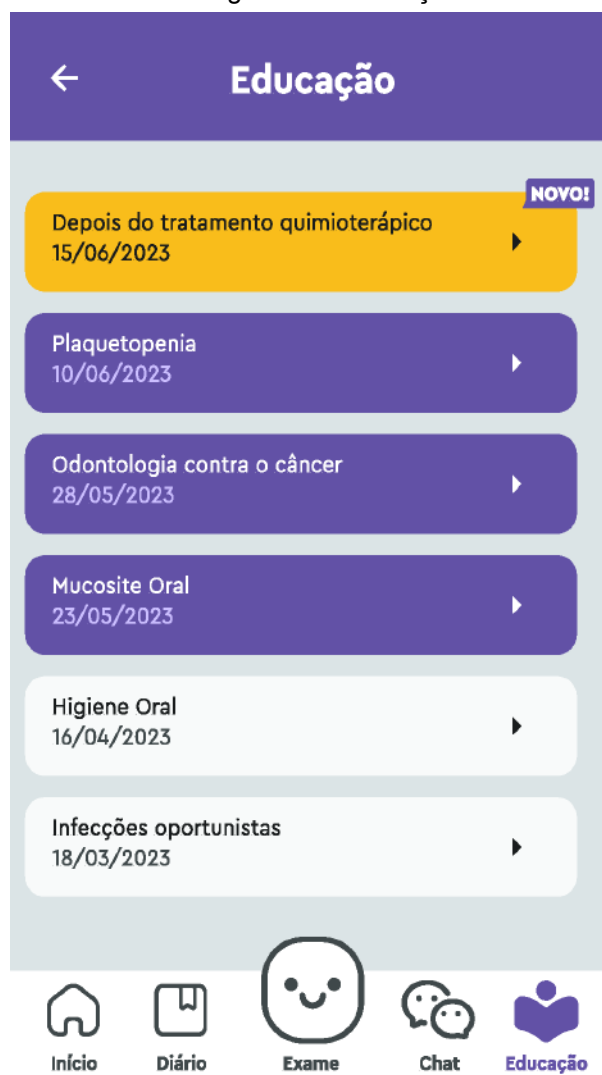 Educação
NOVO!
Depois do tratamento quimioterápico
15/06/2023
Plaquetopenia
10/06/2023
Odontologia contra o câncer
28/05/2023
Mucosite Oral
23/05/2023
Higiene Oral
16/04/2023
Infecções oportunistas
18/03/2023
Início Diário Exame Chat Educação